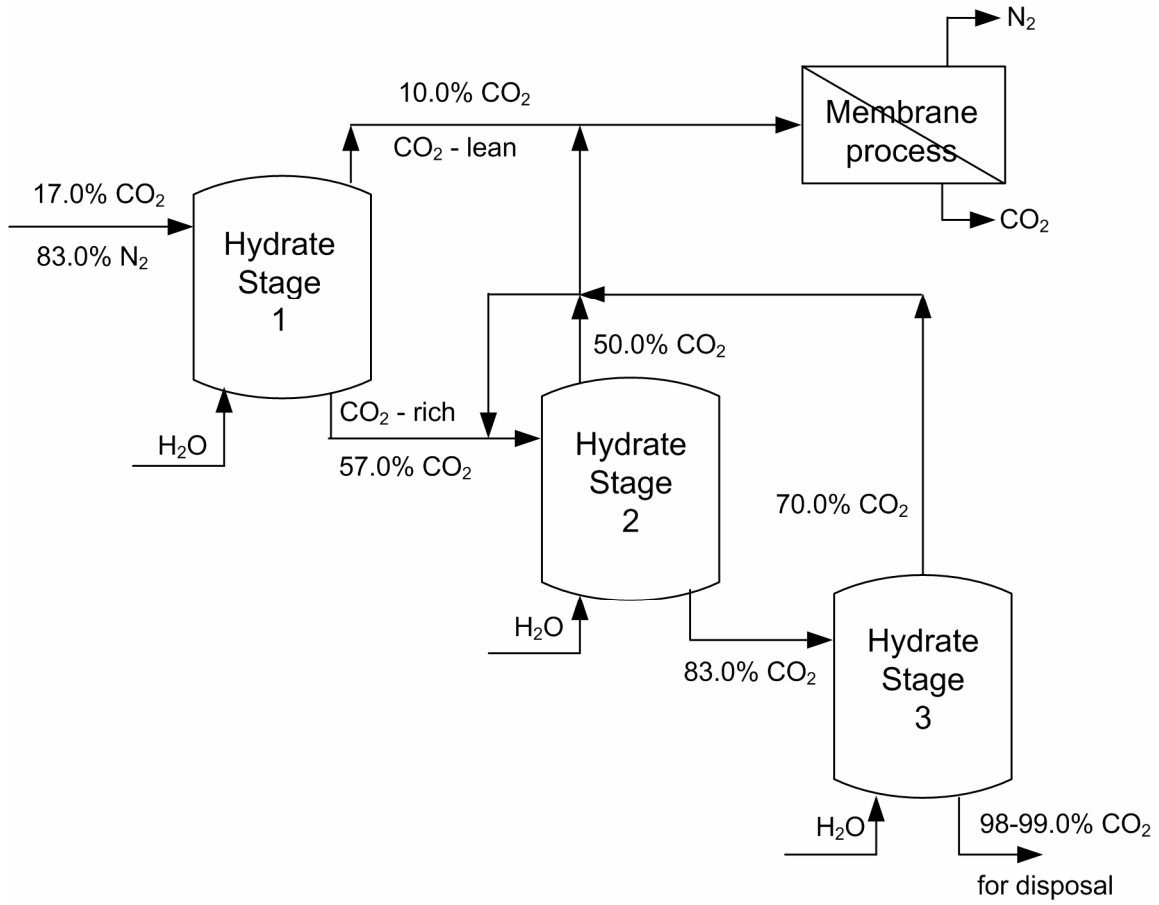 N₂
10.0% CO₂
Membrane
process
CO₂ - lean
17.0% CO₂
83.0% N₂
Hydrate
Stage
1
CO₂
50.0% CO₂
CO₂ - rich
H₂O
57.0% CO₂
Hydrate
Stage
2
70.0% CO₂
H₂O
83.0% CO₂
Hydrate
Stage
3
H₂O
98-99.0% CO₂
for disposal